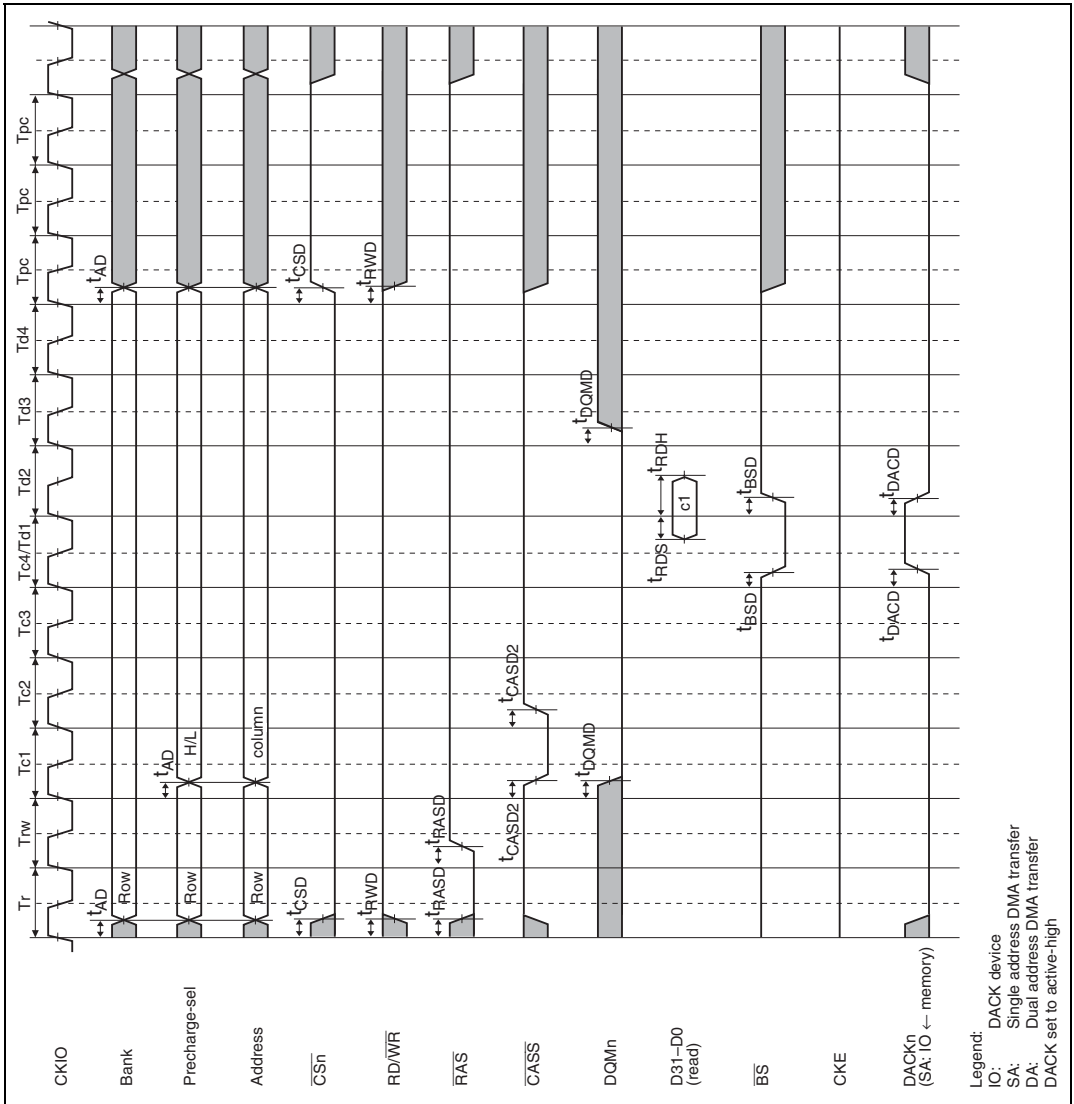 Tr Trw Tc1 Tc2 Tc3 Tc4/Td1 Td2 Td3 Td4 Tpc Tpc Tpc
CKIO
tAD tAD
Bank Row
tAD
Precharge-sel Row H/L
Address Row column
tCSD tCSD
CSn
tRWD tRWD
RD/WR
tRASD tRASD
RAS
tCASD2 tCASD2
CASS
tDQMD tDQMD
DQMn
tRDS tRDH
D31–D0
(read)
c1
tBSD tBSD
BS
CKE
tDACD tDACD
DACKn
(SA: IO ← memory)
Legend:
IO: DACK device
SA: Single address DMA transfer
DA: Dual address DMA transfer
DACK set to active-high